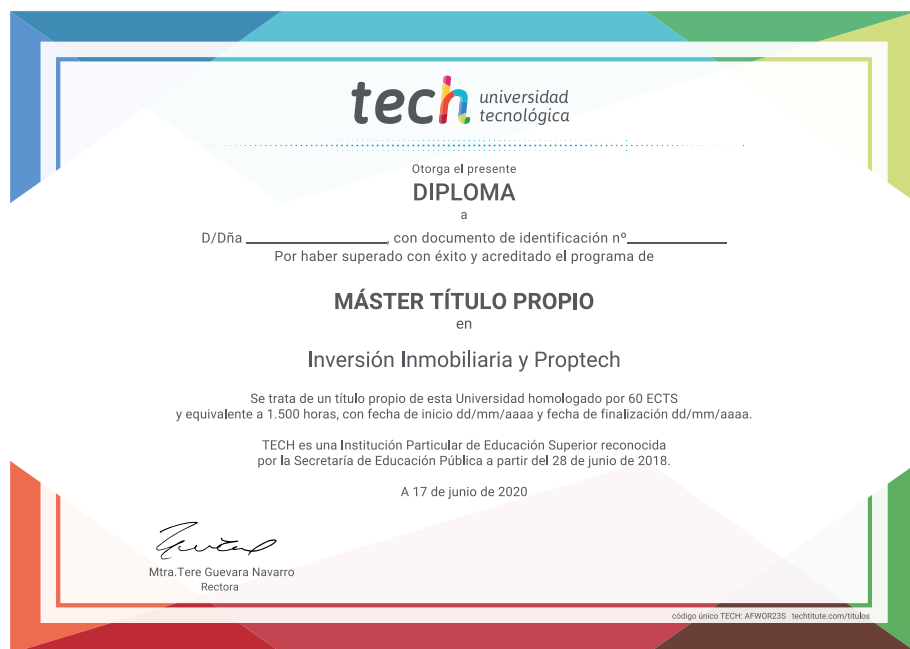 tech universidad
tecnológica
Otorga el presente
DIPLOMA
a
D/Dña ________________, con documento de identificación nº___________
Por haber superado con éxito y acreditado el programa de
MÁSTER TÍTULO PROPIO
en
Inversión Inmobiliaria y Proptech
Se trata de un título propio de esta Universidad homologado por 60 ECTS
y equivalente a 1.500 horas, con fecha de inicio dd/mm/aaaa y fecha de finalización dd/mm/aaaa.
TECH es una Institución Particular de Educación Superior reconocida
por la Secretaría de Educación Pública a partir del 28 de junio de 2018.
A 17 de junio de 2020
Mtra.Tere Guevara Navarro
Rectora
código único TECH: AFWOR23S techtitute.com/titulos